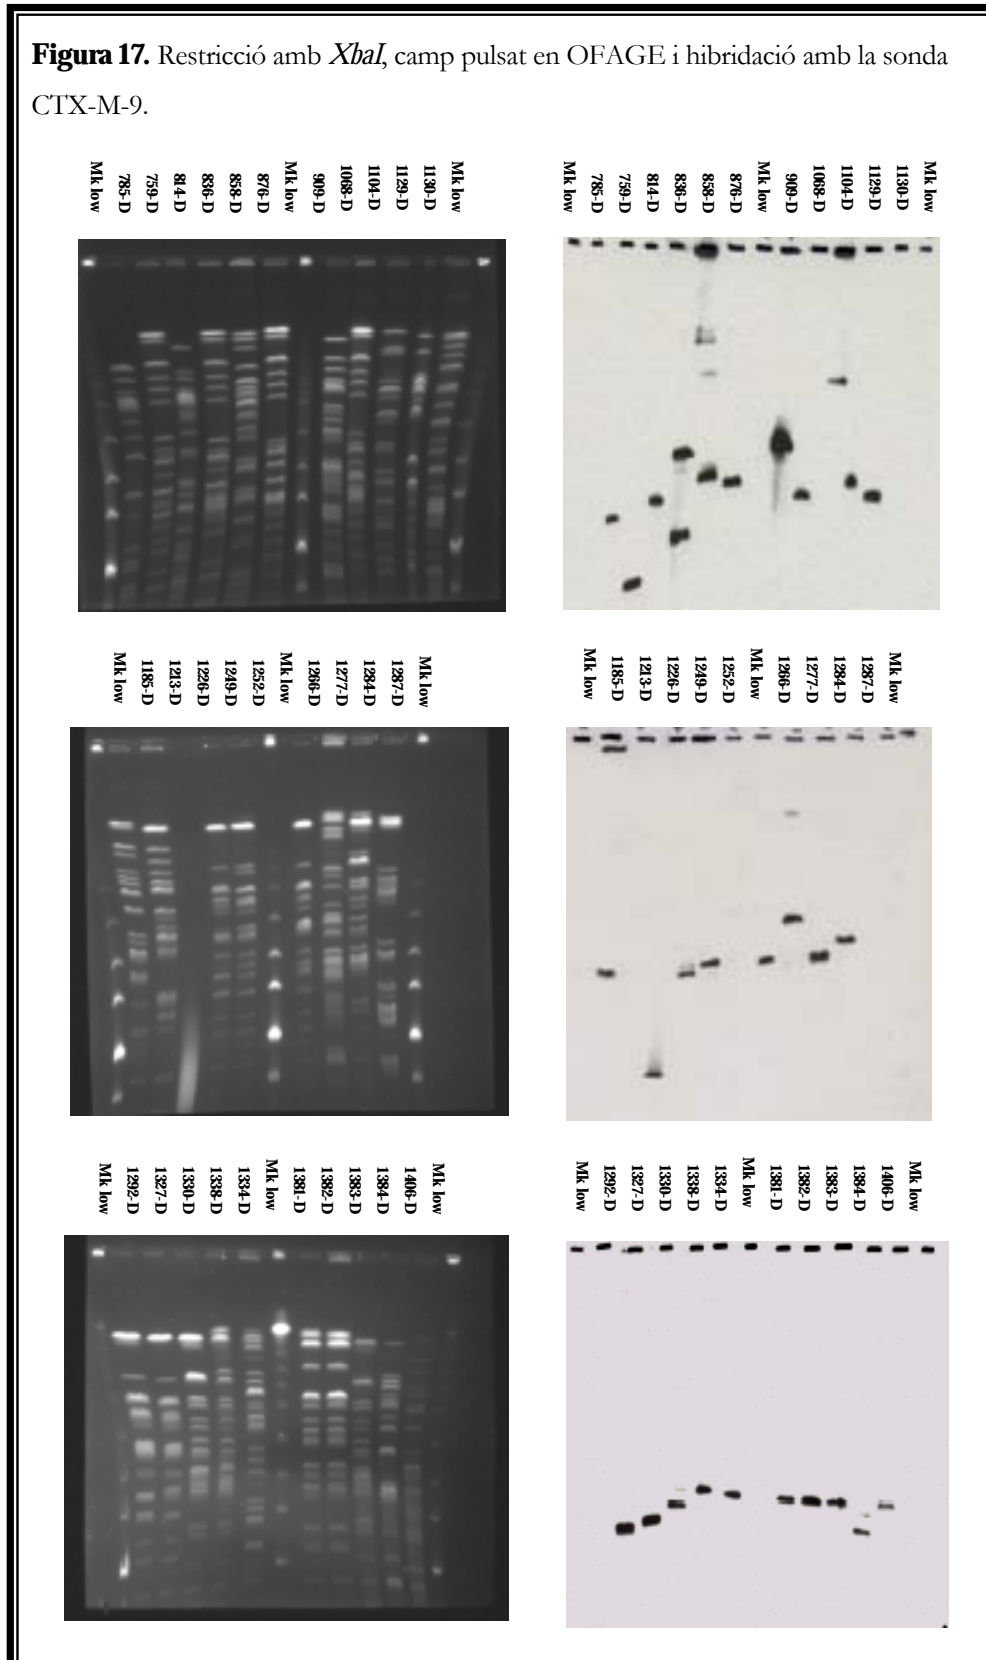 Figura 17. Restricció amb XbaI, camp pulsat en OFAGE i hibridació amb la sonda
CTX-M-9.
Mk low
785-D
759-D
814-D
836-D
858-D
876-D
Mk low
909-D
1068-D
1104-D
1129-D
1130-D
Mk low
Mk low
785-D
759-D
814-D
836-D
858-D
876-D
Mk low
909-D
1068-D
1104-D
1129-D
1130-D
Mk low
Mk low
1185-D
1213-D
1226-D
1249-D
1252-D
Mk low
1266-D
1277-D
1284-D
1287-D
Mk low
Mk low
1185-D
1213-D
1226-D
1249-D
1252-D
Mk low
1266-D
1277-D
1284-D
1287-D
Mk low
Mk low
1292-D
1327-D
1330-D
1338-D
1334-D
Mk low
1381-D
1382-D
1383-D
1384-D
1406-D
Mk low
Mk low
1292-D
1327-D
1330-D
1338-D
1334-D
Mk low
1381-D
1382-D
1383-D
1384-D
1406-D
Mk low